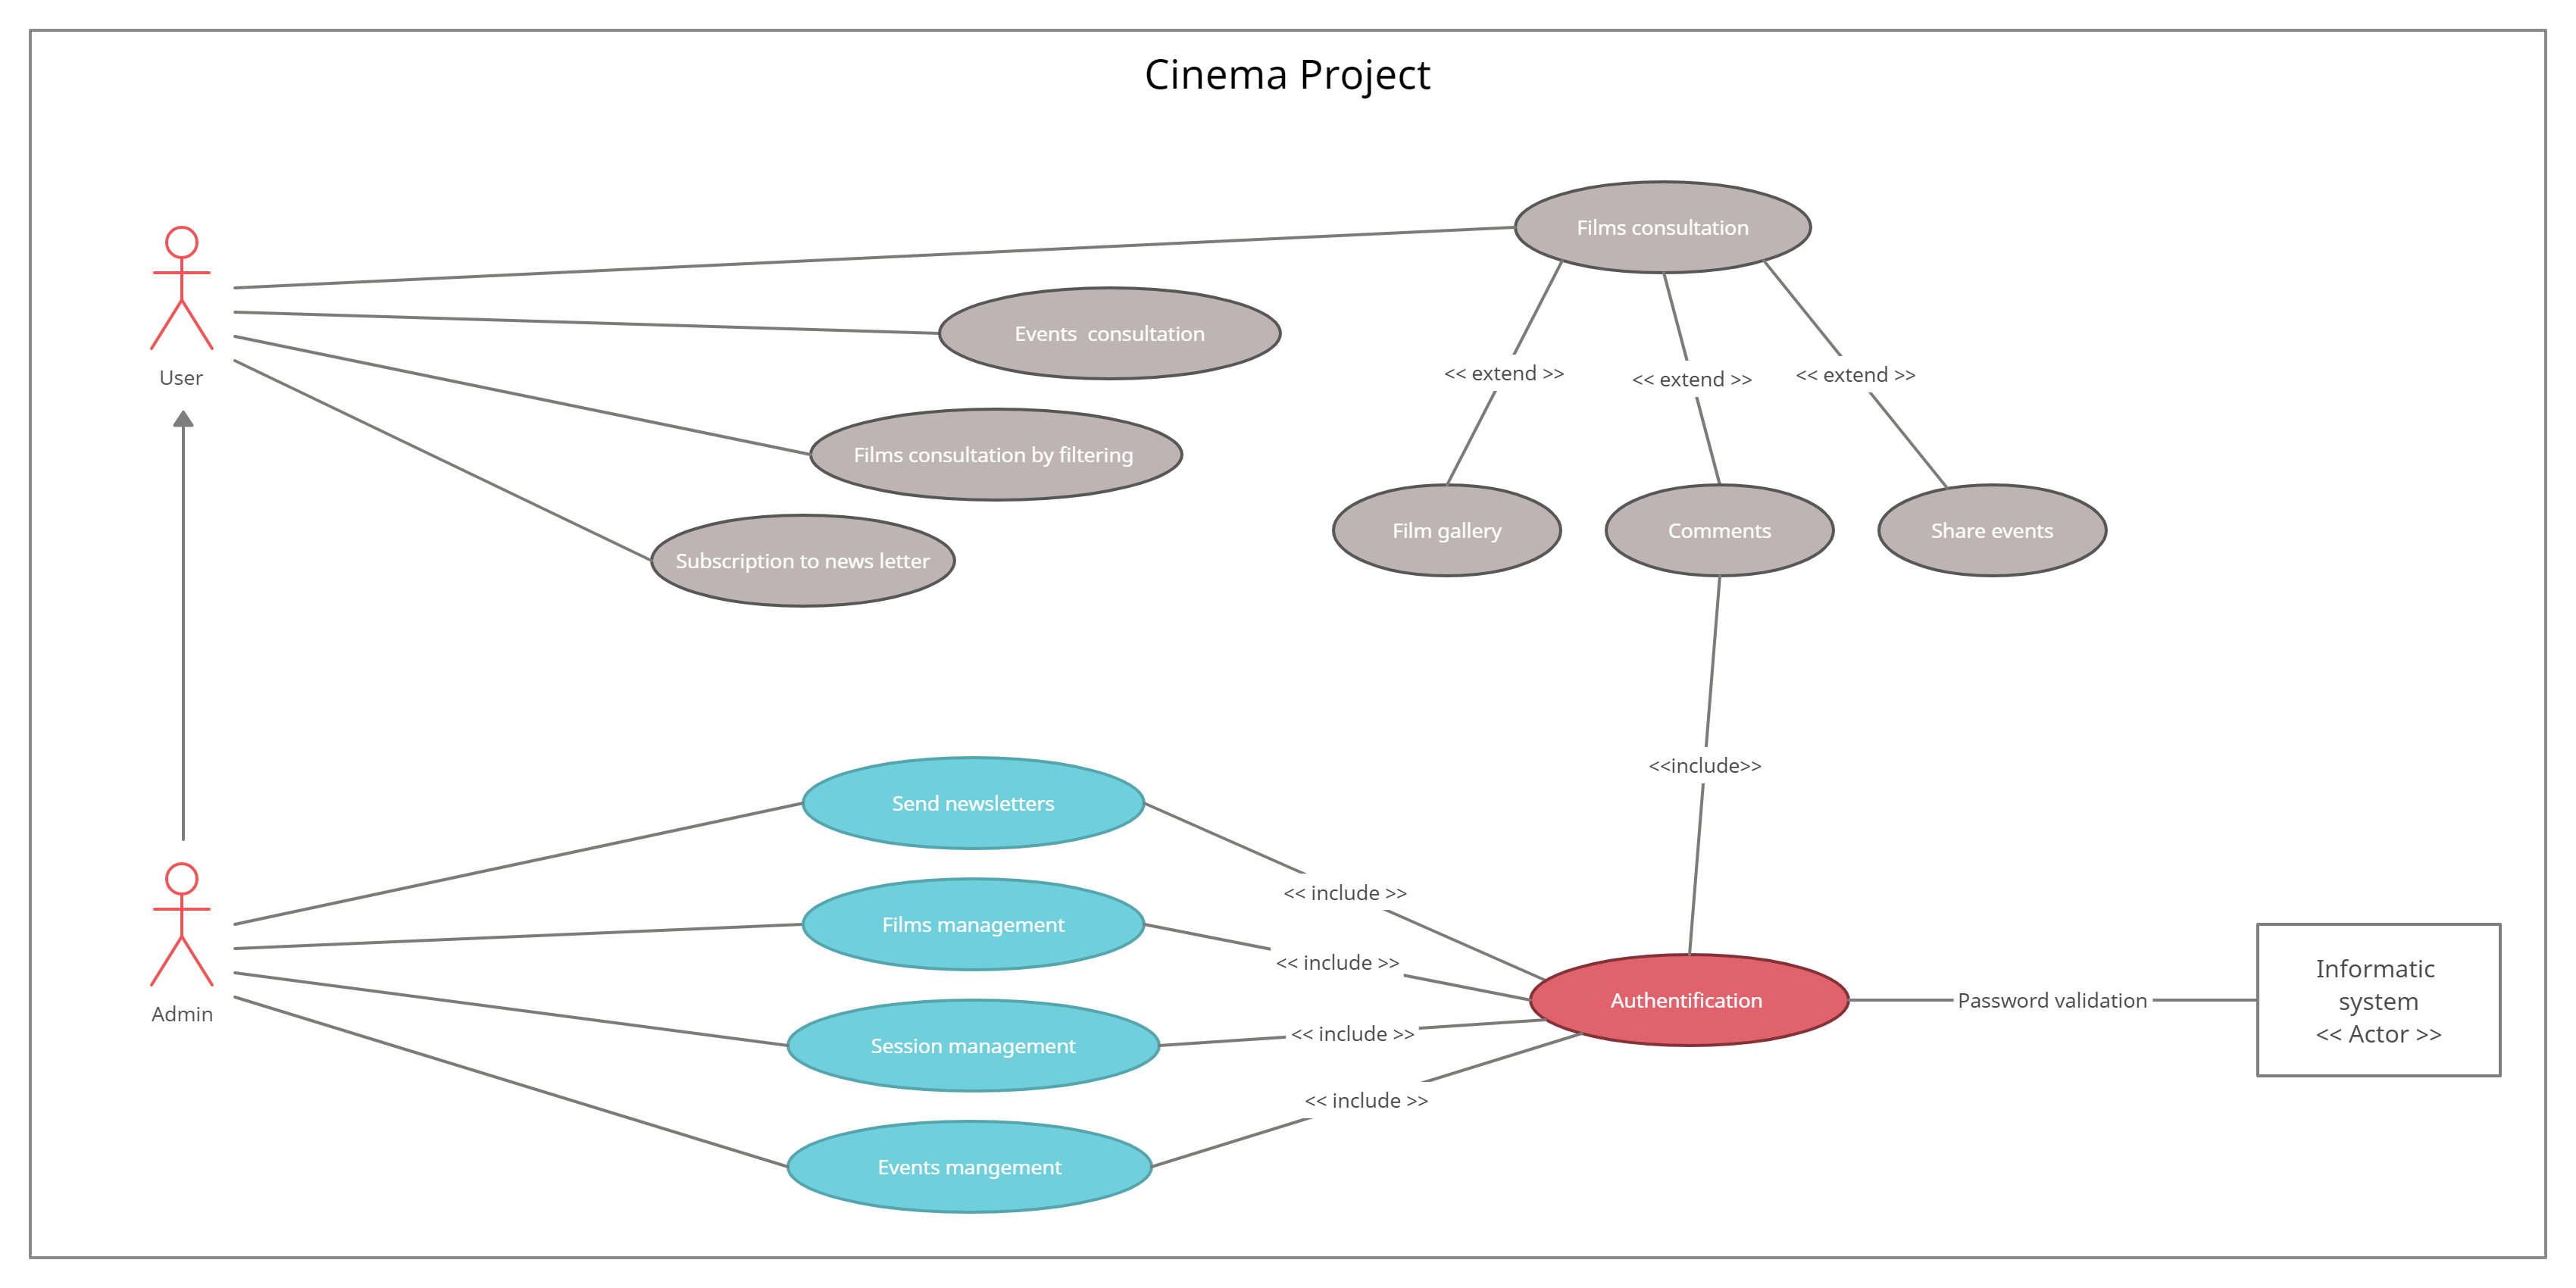 Cinema Project
Films consultation
Events  consultation
User
<< extend >>
<< extend >>
<< extend >>
Films consultation by filtering
Film gallery
Comments
Share events
Subscription to news letter
<<include>>
Send newsletters
<< include >>
Films management
<< include >>
Admin
Authentification
Password validation
Informatic
system
<< Actor >>
Session management
<< include >>
<< include >>
Events mangement